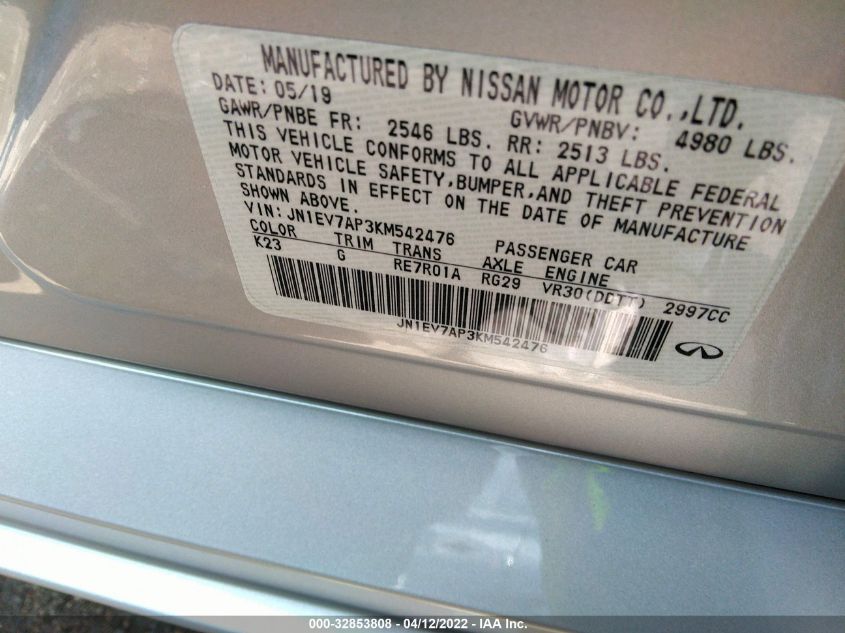 MANUFACTURED BY NISSAN MOTOR CO.,LTD.
DATE: 05/19 GVWR/PNBV: 4980 LBS.
GAWR/PNBE FR: 2546 LBS. RR: 2513 LBS.
THIS VEHICLE CONFORMS TO ALL APPLICABLE FEDERAL
MOTOR VEHICLE SAFETY,BUMPER,AND THEFT PREVENTION
STANDARDS IN EFFECT ON THE DATE OF MANUFACTURE
SHOWN ABOVE.
VIN: JN1EV7AP3KM542476 PASSENGER CAR
COLOR TRIM TRANS AXLE ENGINE
K23 G RE7R01A RG29 VR30(DDTT) 2997CC
JN1EV7AP3KM542476
000-32853808 - 04/12/2022 - IAA Inc.